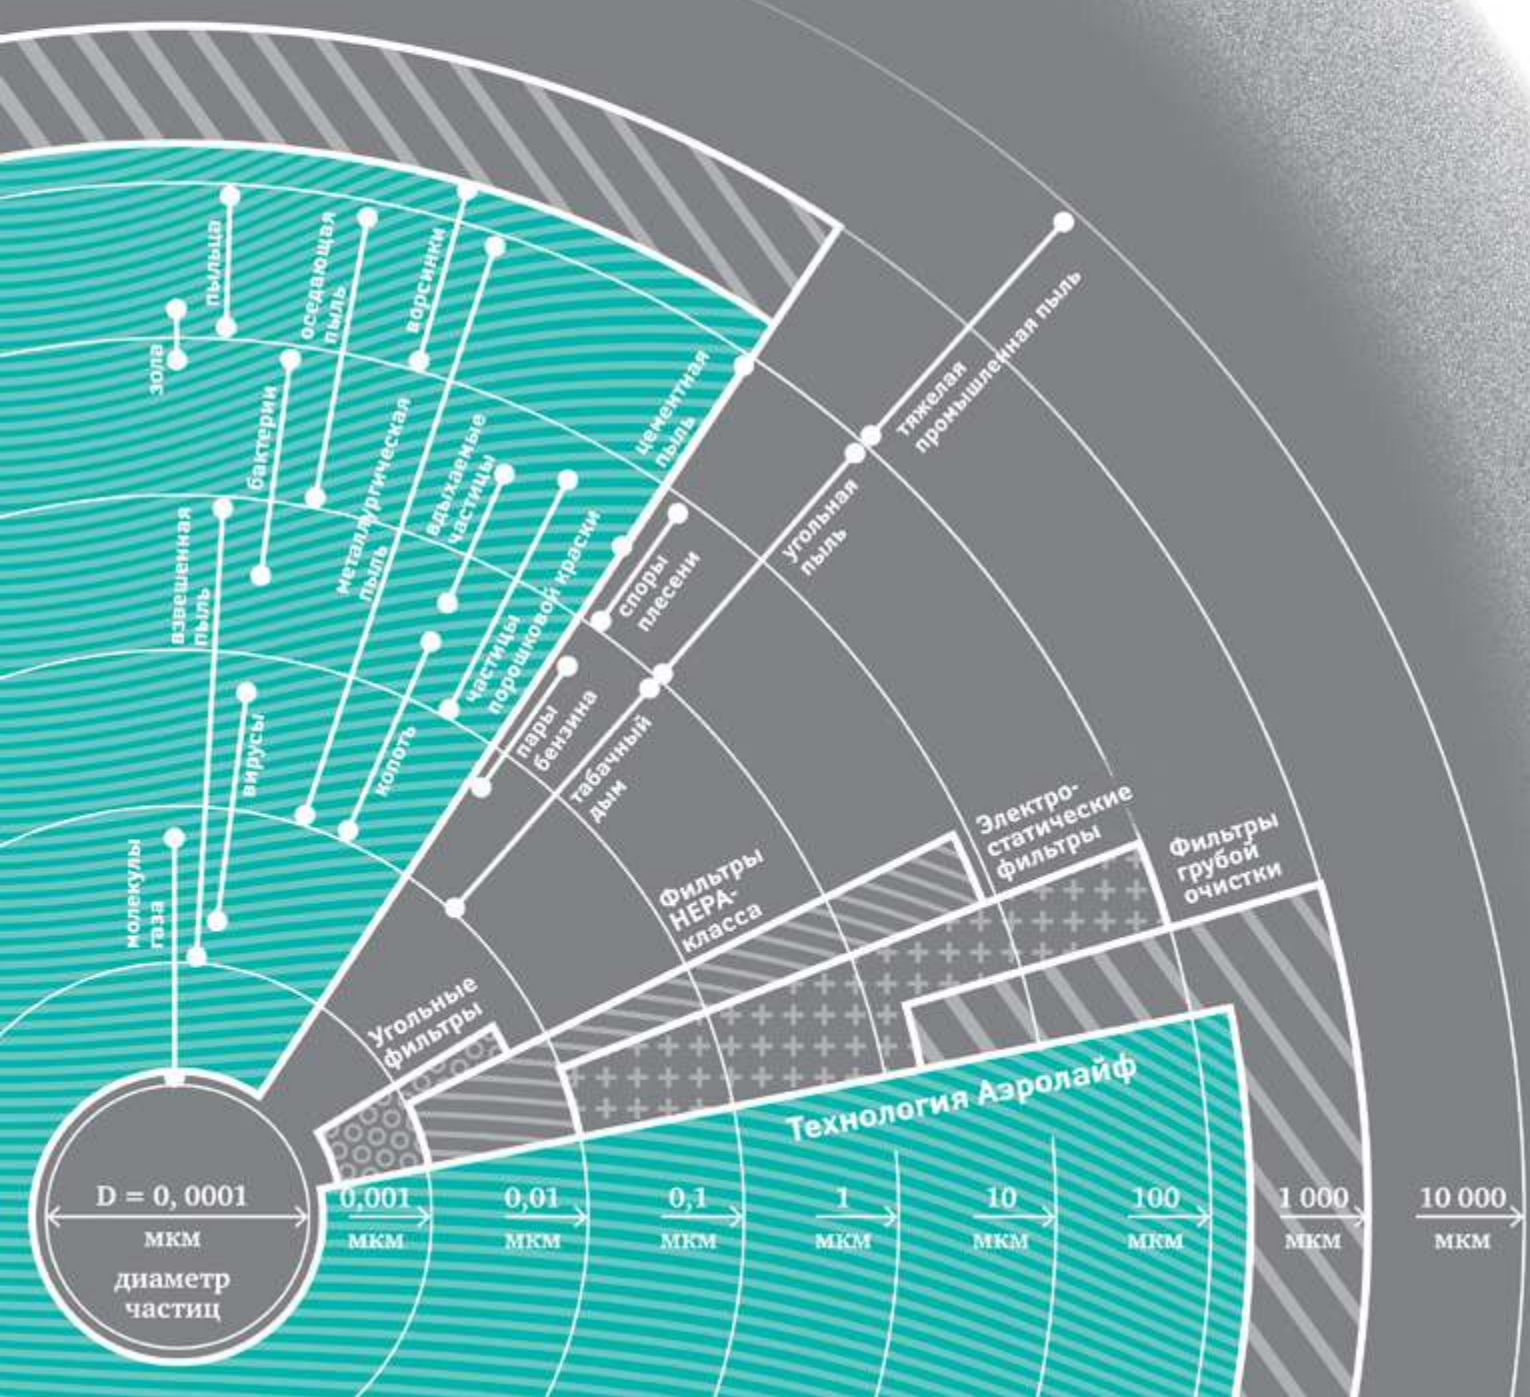 пыльца
зола
оседающая
пыль
ворсинки
бактерии
металлургическая
пыль
вдыхаемые
частицы
цементная
пыль
тяжелая
промышленная пыль
угольная
пыль
взвешенная
пыль
вирусы
копоть
частицы
порошковой краски
споры
плесени
пары
бензина
табачный
дым
молекулы
газа
Угольные
фильтры
Фильтры
НЕРА-
класса
Электро-
статические
фильтры
Фильтры
грубой
очистки
Технология Аэролайф
D = 0, 0001
мкм
диаметр
частиц
0,001
мкм
0,01
мкм
0,1
мкм
1
мкм
10
мкм
100
мкм
1 000
мкм
10 000
мкм